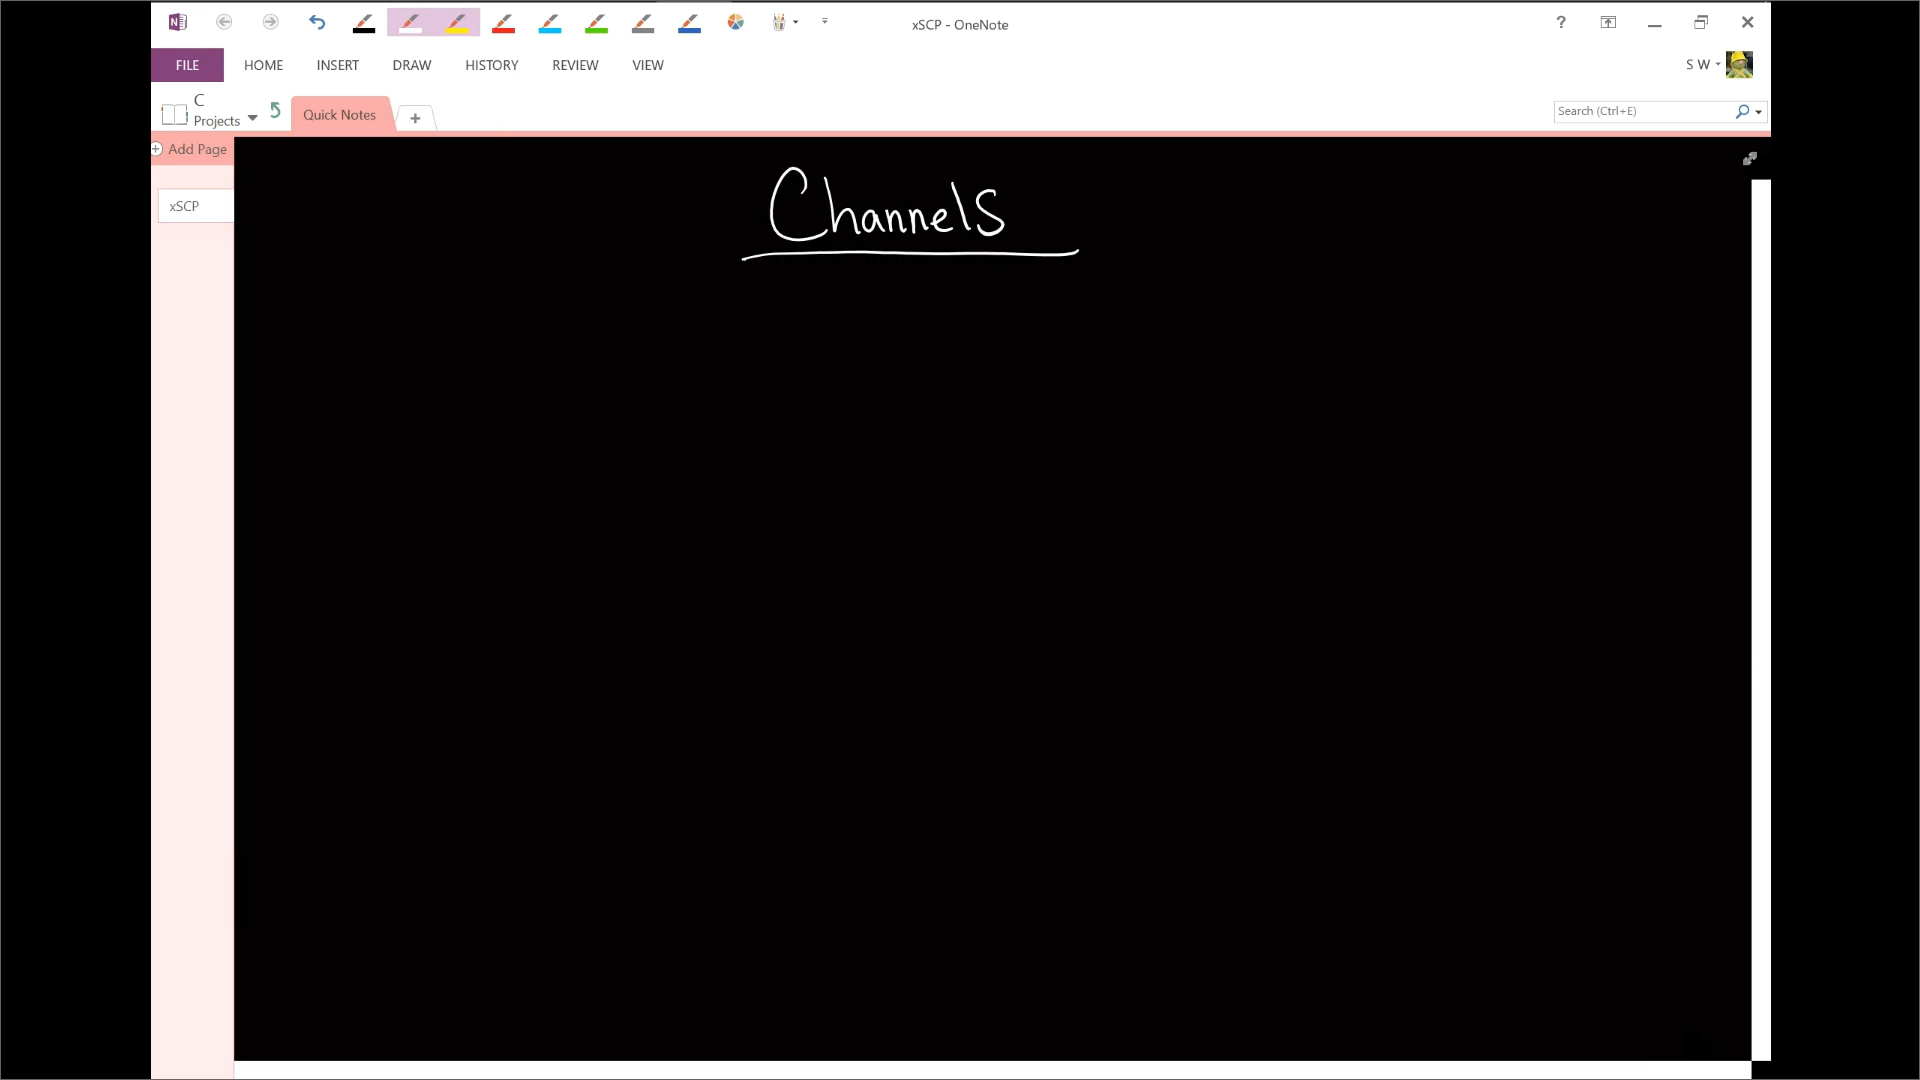 xSCP - OneNote
FILE HOME INSERT DRAW HISTORY REVIEW VIEW
S W
C
Projects
Quick Notes
Search (Ctrl+E)
Add Page
xSCP
Channels